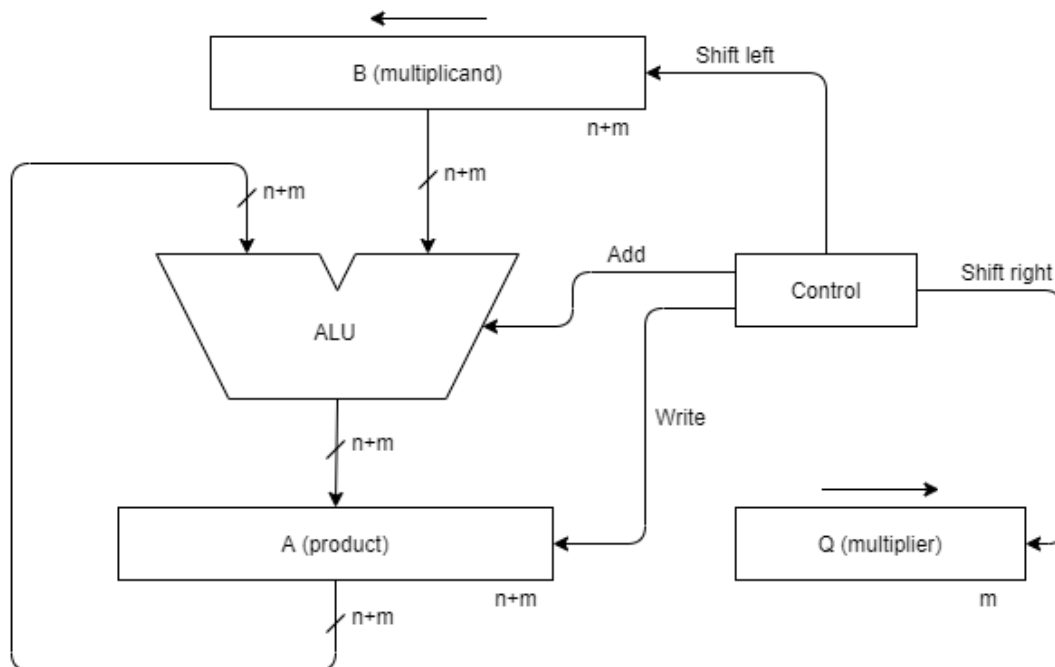 B (multiplicand)
Shift left
n+m
n+m
n+m
Add
Control
Shift right
ALU
Write
n+m
A (product)
Q (multiplier)
n+m
m
n+m